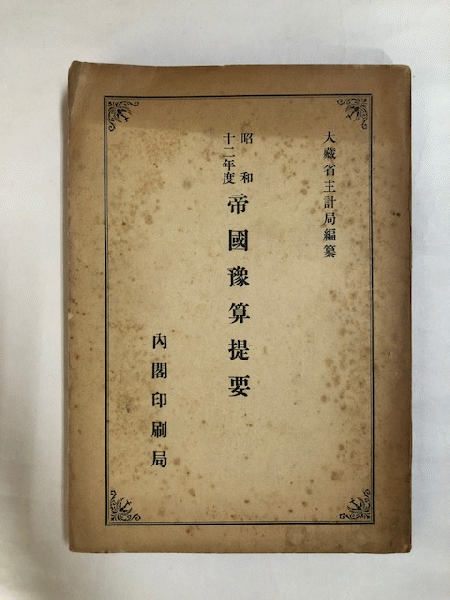 大藏省主計局編纂
昭和
十二年度
帝國豫算提要
內閣印刷局